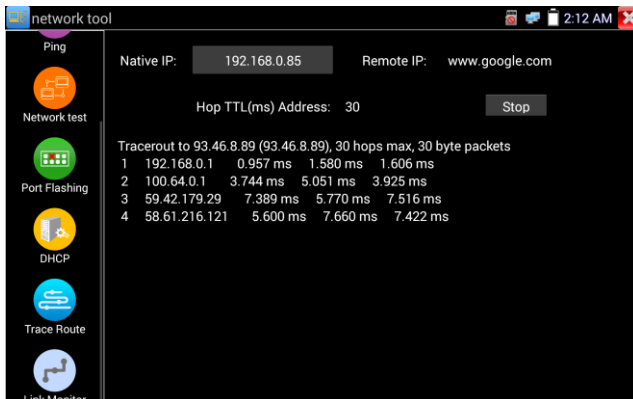 network tool
2:12 AM
Ping
Network test
Port Flashing
DHCP
Trace Route
Link Monitor
Native IP: 192.168.0.85 Remote IP: www.google.com
Hop TTL(ms) Address: 30 Stop
Tracerout to 93.46.8.89 (93.46.8.89), 30 hops max, 30 byte packets
1 192.168.0.1 0.957 ms 1.580 ms 1.606 ms
2 100.64.0.1 3.744 ms 5.051 ms 3.925 ms
3 59.42.179.29 7.389 ms 5.770 ms 7.516 ms
4 58.61.216.121 5.600 ms 7.660 ms 7.422 ms